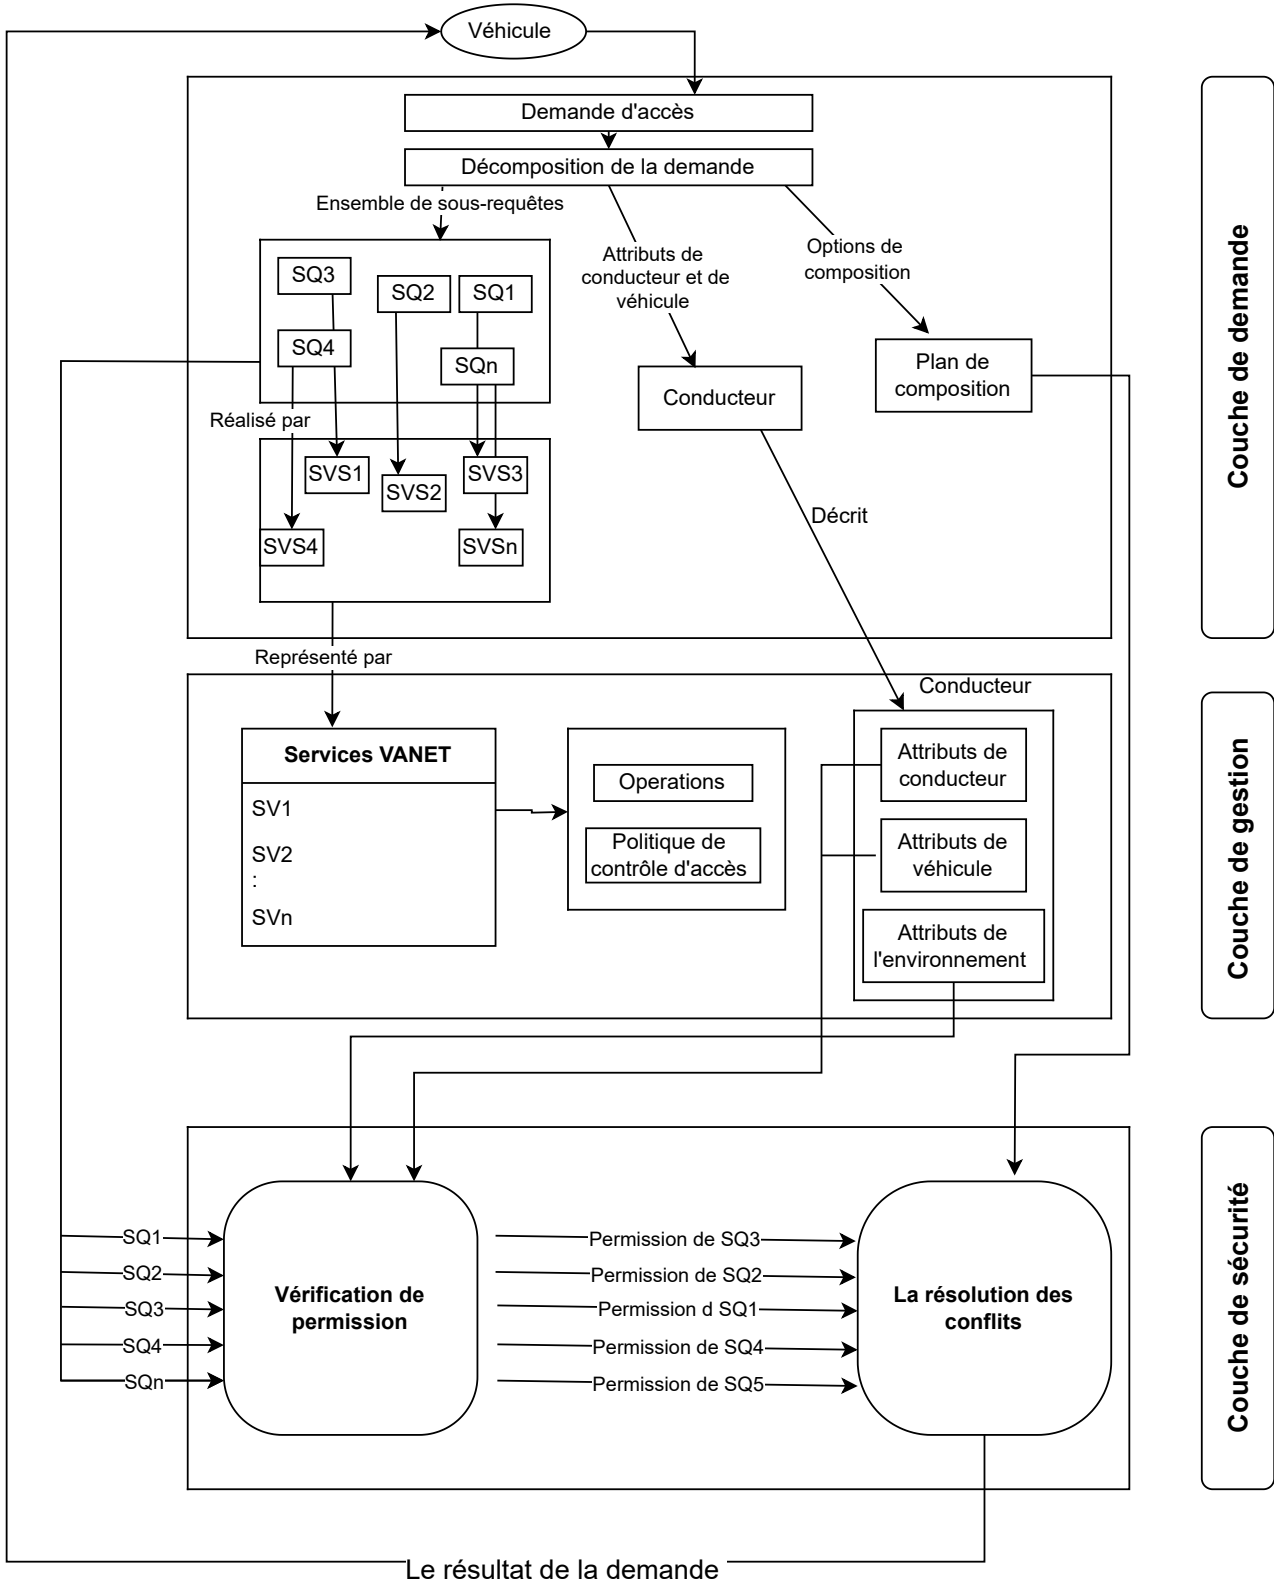 Véhicule
Demande d'accès
Décomposition de la demande
Ensemble de sous-requêtes
Attributs de
conducteur et de
véhicule
Options de
composition
SQ3
SQ2
SQ1
SQ4
SQn
Plan de
composition
Conducteur
Réalisé par
SVS1
SVS2
SVS3
SVS4
SVSn
Décrit
Couche de demande
Représenté par
Conducteur
Services VANET
SV1
SV2
:
SVn
Operations
Politique de
contrôle d'accès
Attributs de
conducteur
Attributs de
véhicule
Attributs de
l'environnement
Couche de gestion
SQ1
SQ2
SQ3
SQ4
SQn
Vérification de
permission
Permission de SQ3
Permission de SQ2
Permission d SQ1
Permission de SQ4
Permission de SQ5
La résolution des
conflits
Couche de sécurité
Le résultat de la demande